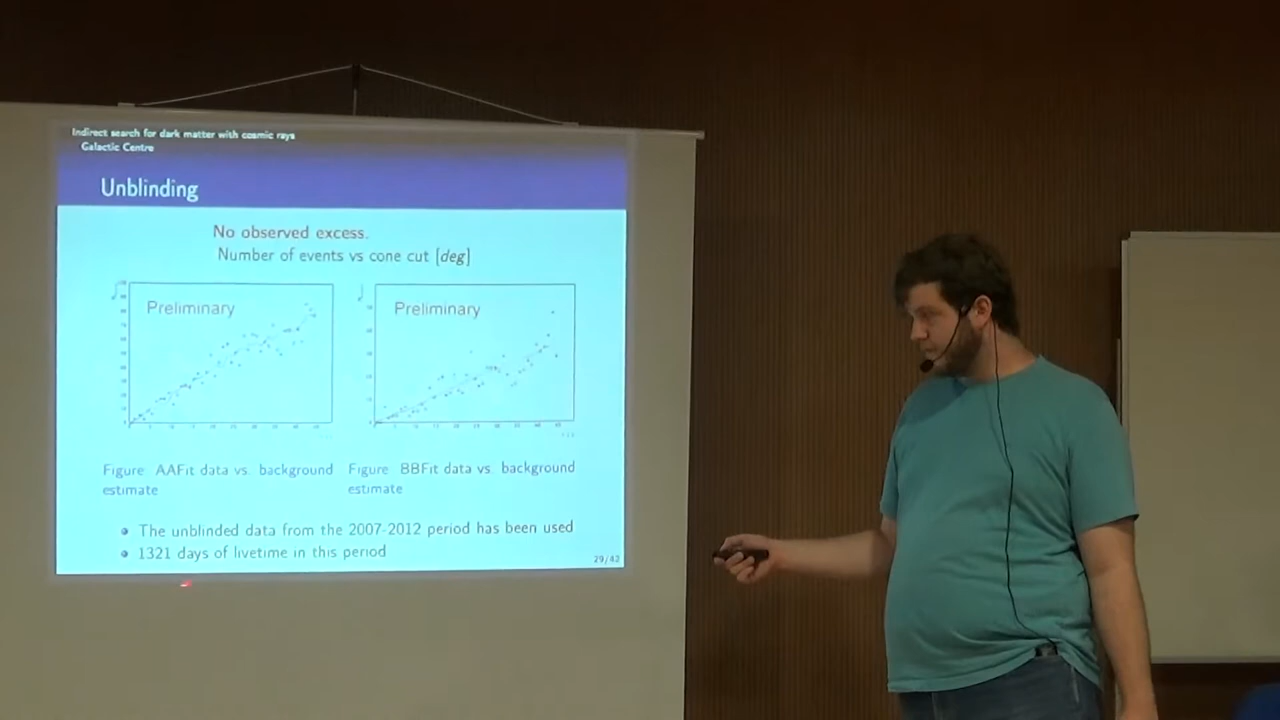 Indirect search for dark matter with cosmic rays
Galactic Centre
Unblinding
No observed excess.
Number of events vs cone cut [deg]
Preliminary
Preliminary
Figure AAFit data vs. background
estimate
Figure BBFit data vs. background
estimate
The unblinded data from the 2007-2012 period has been used
1321 days of livetime in this period
29/42